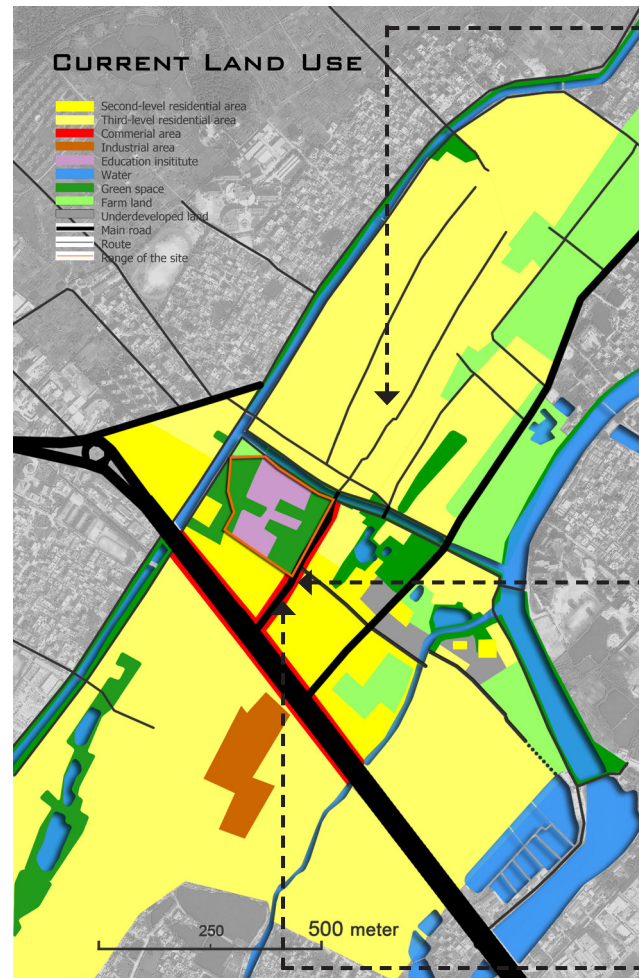 Current Land Use
Second-level residential area
Third-level residential area
Commerial area
Industrial area
Education insititute
Water
Green space
Farm land
Underdeveloped land
Main road
Route
Range of the site
250
500 meter